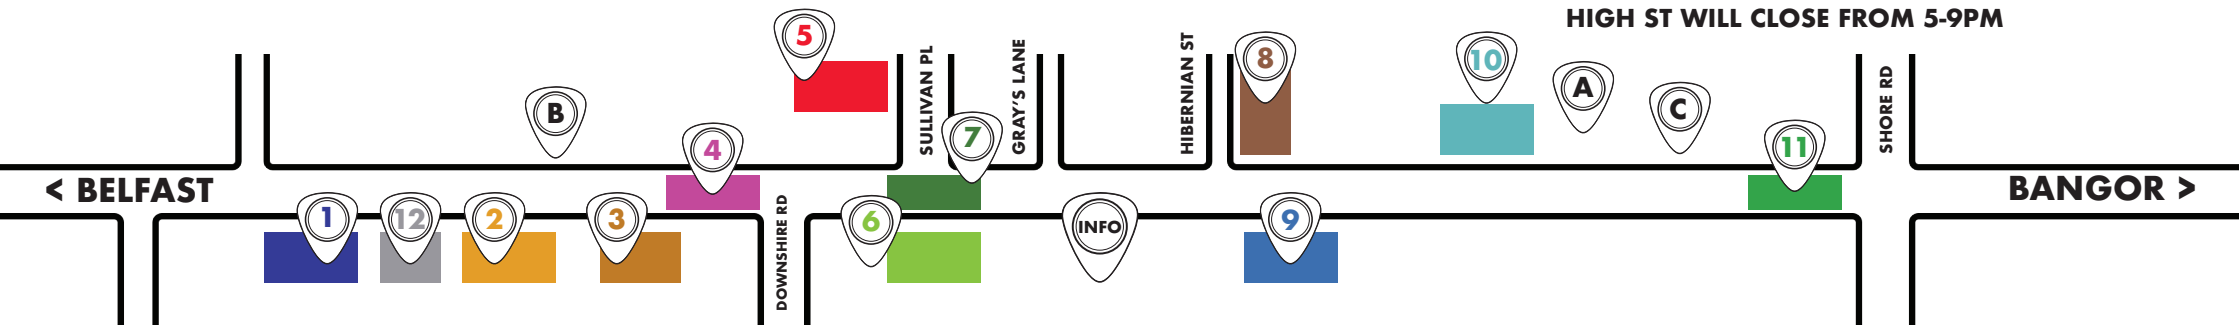 HIGH ST WILL CLOSE FROM 5-9PM
5
8
10
A
B
C
SULLIVAN PL
GRAY'S LANE
HIBERNIAN ST
SHORE RD
4
7
11
< BELFAST
BANGOR >
1
12
2
3
DOWNSHIRE RD
6
INFO
9